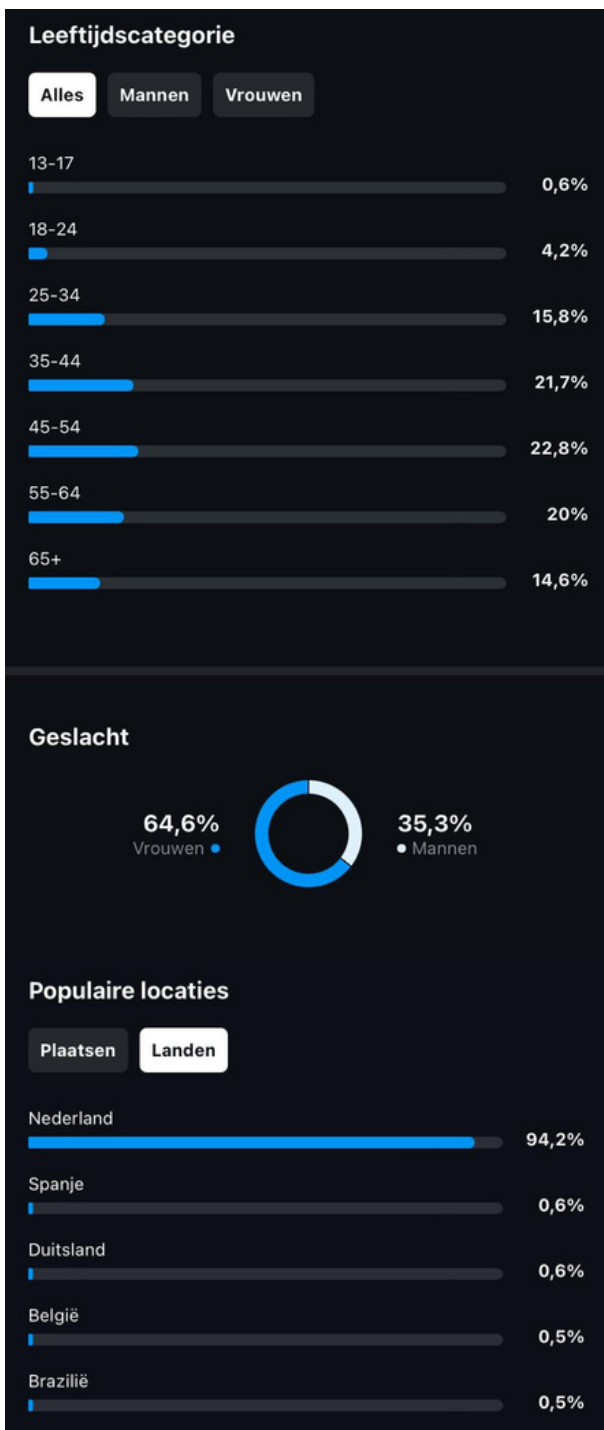 Leeftijdscategorie
Alles Mannen Vrouwen
13-17
0,6%
18-24
4,2%
25-34
15,8%
35-44
21,7%
45-54
22,8%
55-64
20%
65+
14,6%
Geslacht
64,6%
Vrouwen
35,3%
Mannen
Populaire locaties
Plaatsen Landen
Nederland
94,2%
Spanje
0,6%
Duitsland
0,6%
België
0,5%
Brazilië
0,5%